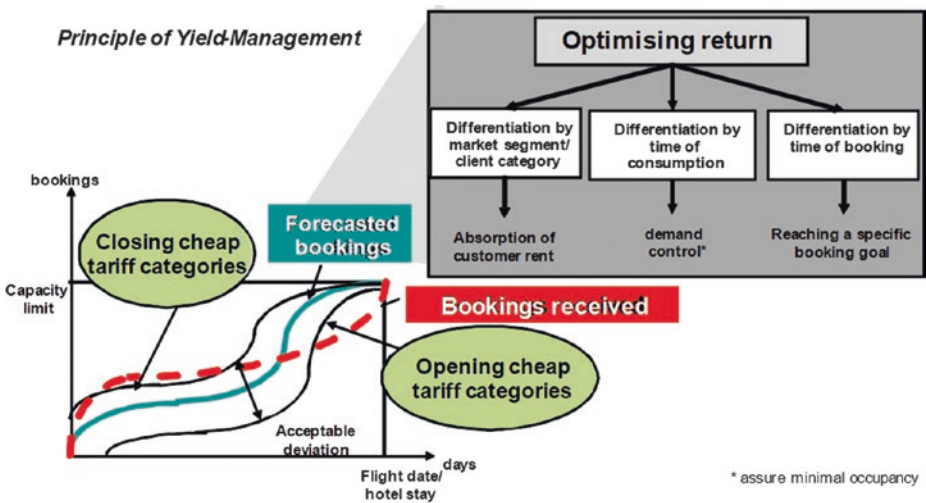 Principle of Yield-Management
Optimising return
Differentiation by
market segment/
client category
Differentiation by
time of
consumption
Differentiation by
time of booking
Absorption of
customer rent
demand
control*
Reaching a specific
booking goal
bookings
Closing cheap
tariff categories
Forecasted
bookings
Capacity
limit
Bookings received
Opening cheap
tariff categories
Acceptable
deviation
days
Flight date/
hotel stay
* assure minimal occupancy